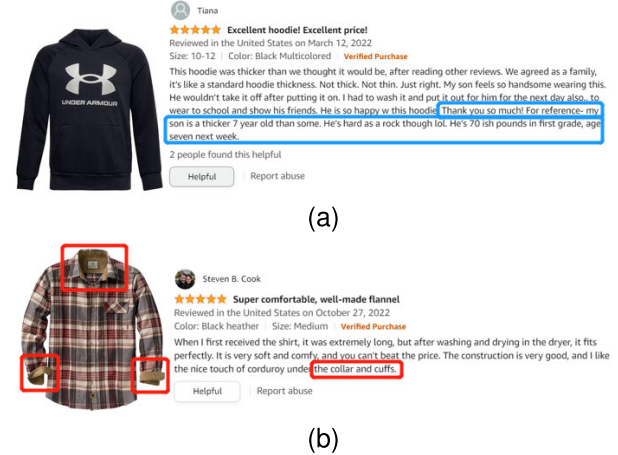 Tiana
Excellent hoodie! Excellent price!
Reviewed in the United States on March 12, 2022
Size: 10-12 | Color: Black Multicolored | Verified Purchase
This hoodie was thicker than we thought it would be, after reading other reviews. We agreed as a family,
it's like a standard hoodie thickness. Not thick. Not thin. Just right. My son feels so handsome wearing this.
He wouldn't take it off after putting it on. I had to wash it and put it out for him for the next day also.. to
wear to school and show his friends. He is so happy w this hoodie. Thank you so much! For reference- my
son is a thicker 7 year old than some. He's hard as a rock though lol. He's 70 ish pounds in first grade, age
seven next week.
2 people found this helpful
Helpful | Report abuse
UNDER ARMOUR
(a)
Steven B. Cook
Super comfortable, well-made flannel
Reviewed in the United States on October 27, 2022
Color: Black heather | Size: Medium | Verified Purchase
When I first received the shirt, it was extremely long, but after washing and drying in the dryer, it fits
perfectly. It is very soft and comfy, and you can't beat the price. The construction is very good, and I like
the nice touch of corduroy under the collar and cuffs.
Helpful | Report abuse
(b)